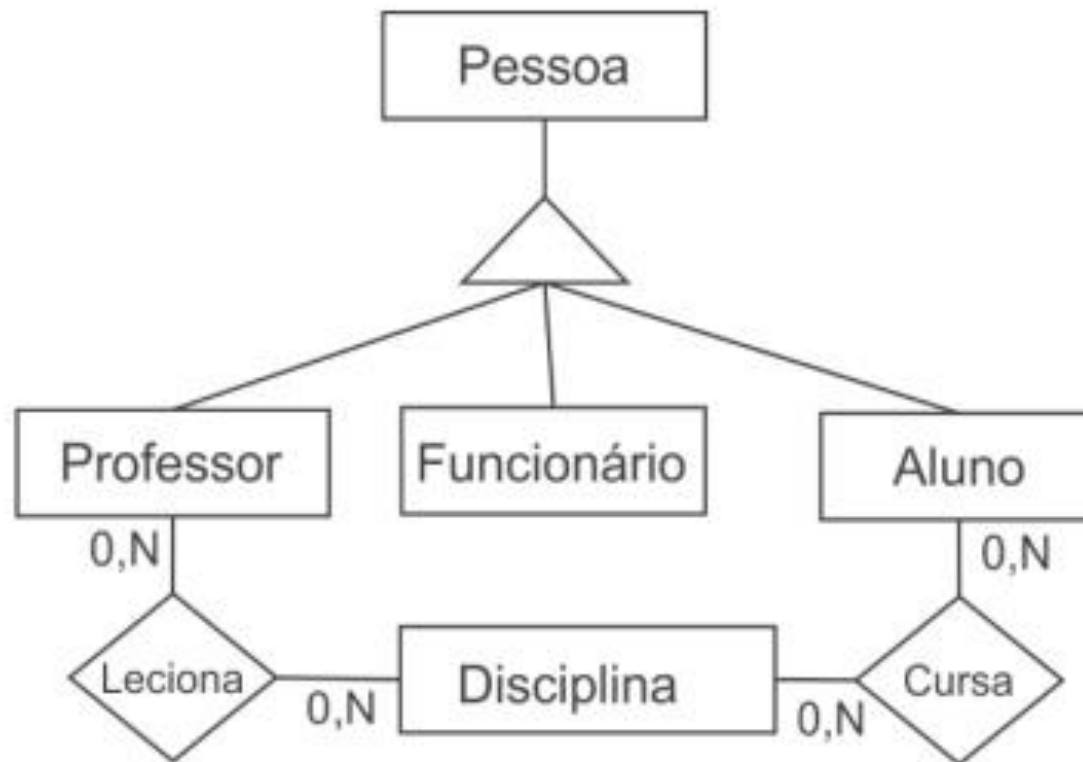 Pessoa
Professor
Funcionário
Aluno
0,N
0,N
Leciona
Disciplina
Cursa
0,N
0,N